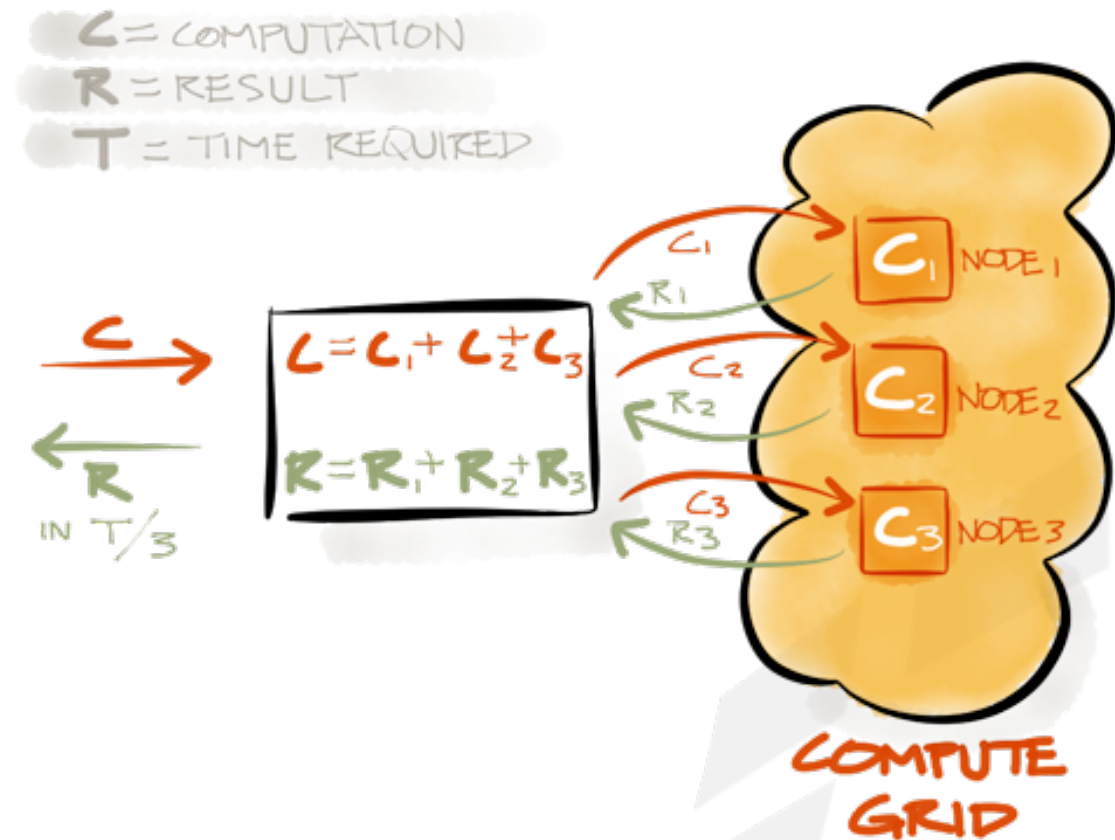 C = COMPUTATION
R = RESULT
T = TIME REQUIRED
C
R
IN T/3
C = C1 + C2 + C3
R = R1 + R2 + R3
C1
R1
C1 NODE 1
C2
R2
C2 NODE 2
C3
R3
C3 NODE 3
COMPUTE
GRID